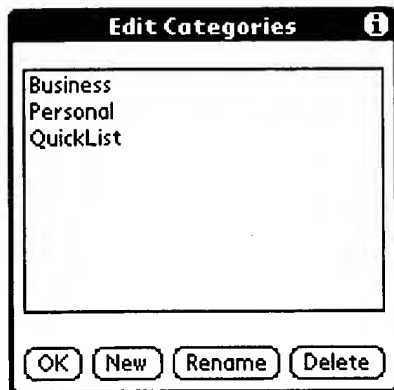 Edit Categories i
Business
Personal
QuickList
OK New Rename Delete